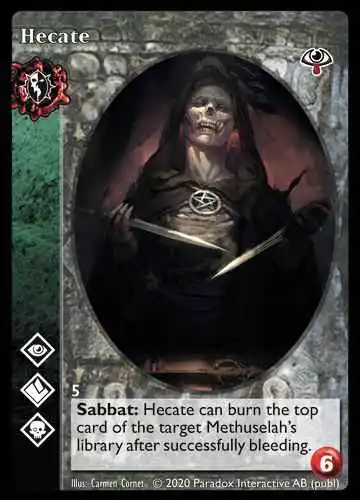 Hecate
5
Sabbat: Hecate can burn the top
card of the target Methuselah's
library after successfully bleeding.
6
Illus: Carmen Cornet © 2020 Paradox Interactive AB (publ)